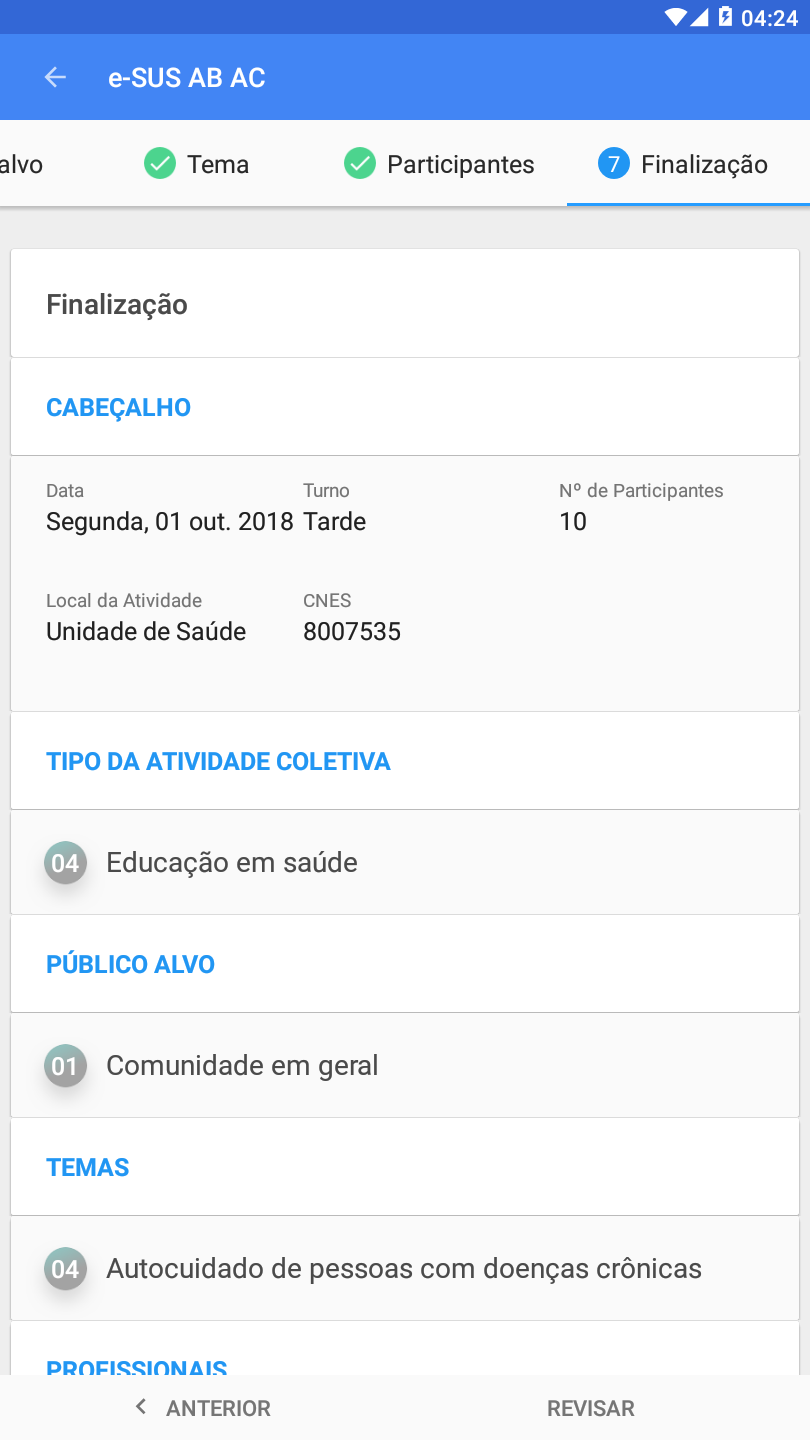 04:24
e-SUS AB AC
alvo
Tema
Participantes
7 Finalização
Finalização
CABEÇALHO
Data Turno Nº de Participantes
Segunda, 01 out. 2018 Tarde 10
Local da Atividade CNES
Unidade de Saúde 8007535
TIPO DA ATIVIDADE COLETIVA
04 Educação em saúde
PÚBLICO ALVO
01 Comunidade em geral
TEMAS
04 Autocuidado de pessoas com doenças crônicas
PROFISSIONAIS
ANTERIOR REVISAR